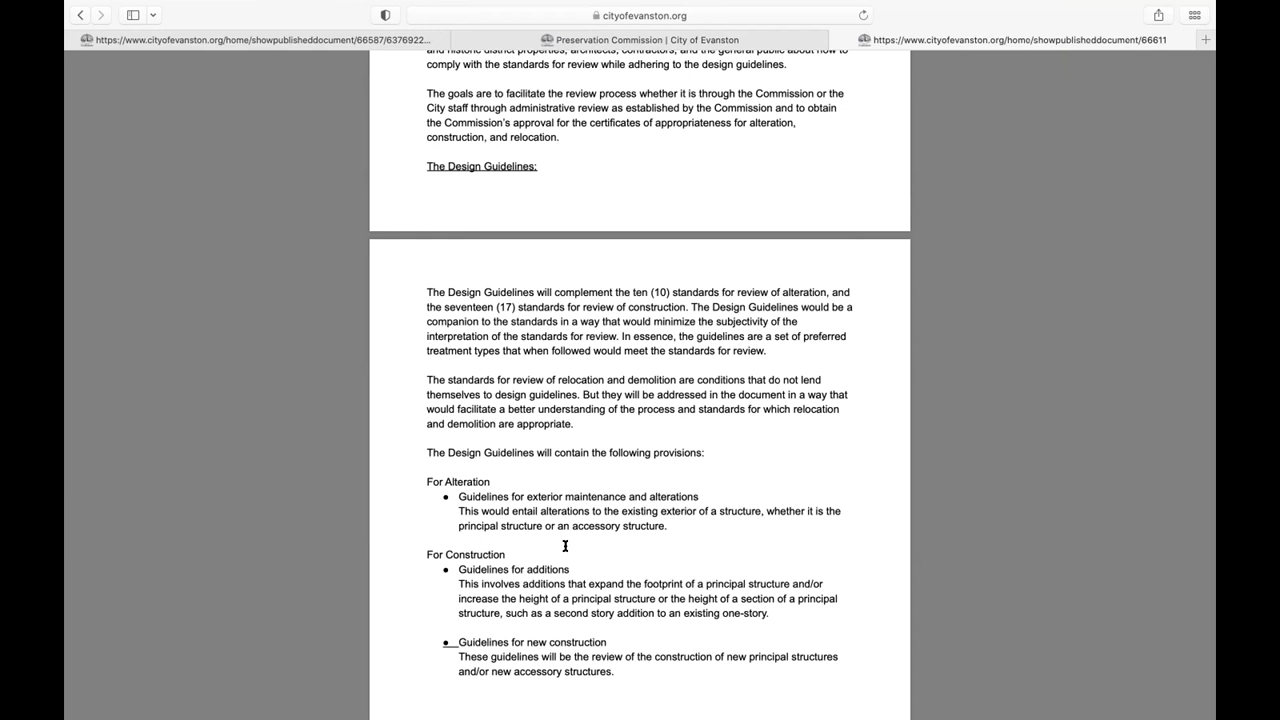 cityofevanston.org
https://www.cityofevanston.org/home/showpublisheddocument/66587/6376922...
Preservation Commission | City of Evanston
https://www.cityofevanston.org/home/showpublisheddocument/66611
and historic district properties, architects, contractors, and the general public about how to
comply with the standards for review while adhering to the design guidelines.
The goals are to facilitate the review process whether it is through the Commission or the
City staff through administrative review as established by the Commission and to obtain
the Commission's approval for the certificates of appropriateness for alteration,
construction, and relocation.
The Design Guidelines:
The Design Guidelines will complement the ten (10) standards for review of alteration, and
the seventeen (17) standards for review of construction. The Design Guidelines would be a
companion to the standards in a way that would minimize the subjectivity of the
interpretation of the standards for review. In essence, the guidelines are a set of preferred
treatment types that when followed would meet the standards for review.
The standards for review of relocation and demolition are conditions that do not lend
themselves to design guidelines. But they will be addressed in the document in a way that
would facilitate a better understanding of the process and standards for which relocation
and demolition are appropriate.
The Design Guidelines will contain the following provisions:
For Alteration
● Guidelines for exterior maintenance and alterations
This would entail alterations to the existing exterior of a structure, whether it is the
principal structure or an accessory structure.
For Construction
● Guidelines for additions
This involves additions that expand the footprint of a principal structure and/or
increase the height of a principal structure or the height of a section of a principal
structure, such as a second story addition to an existing one-story.
● Guidelines for new construction
These guidelines will be the review of the construction of new principal structures
and/or new accessory structures.